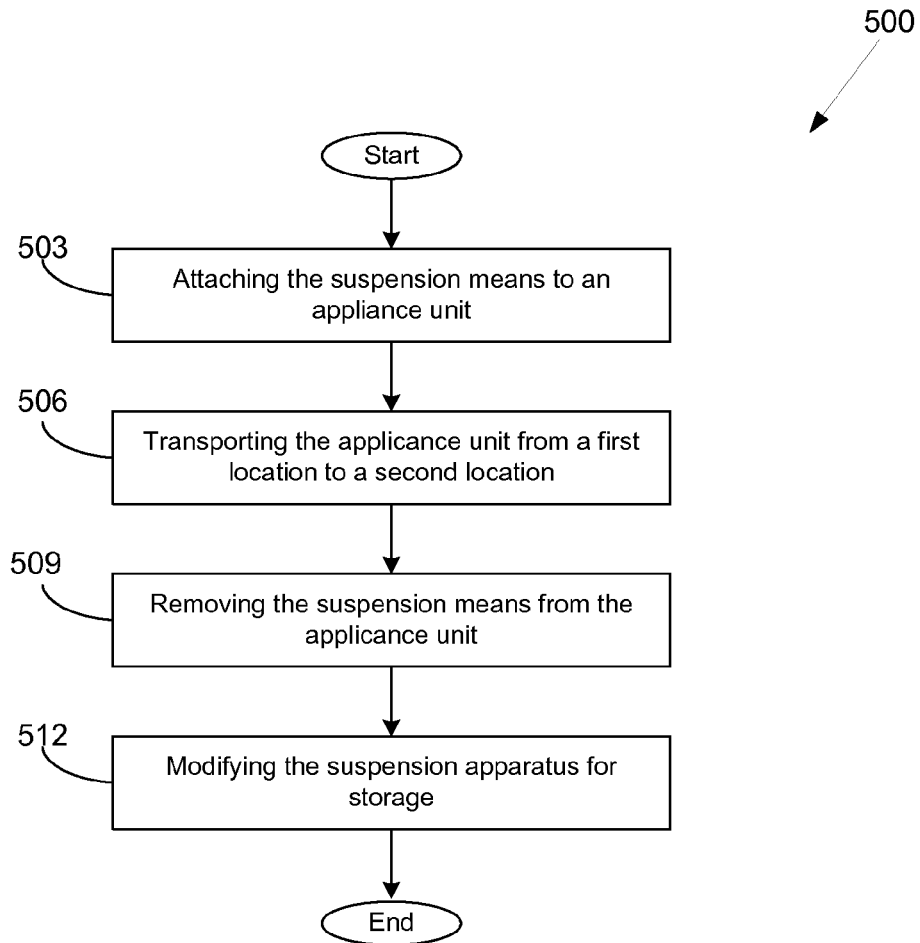 500
Start
503
Attaching the suspension means to an
appliance unit
506
Transporting the applicance unit from a first
location to a second location
509
Removing the suspension means from the
applicance unit
512
Modifying the suspension apparatus for
storage
End